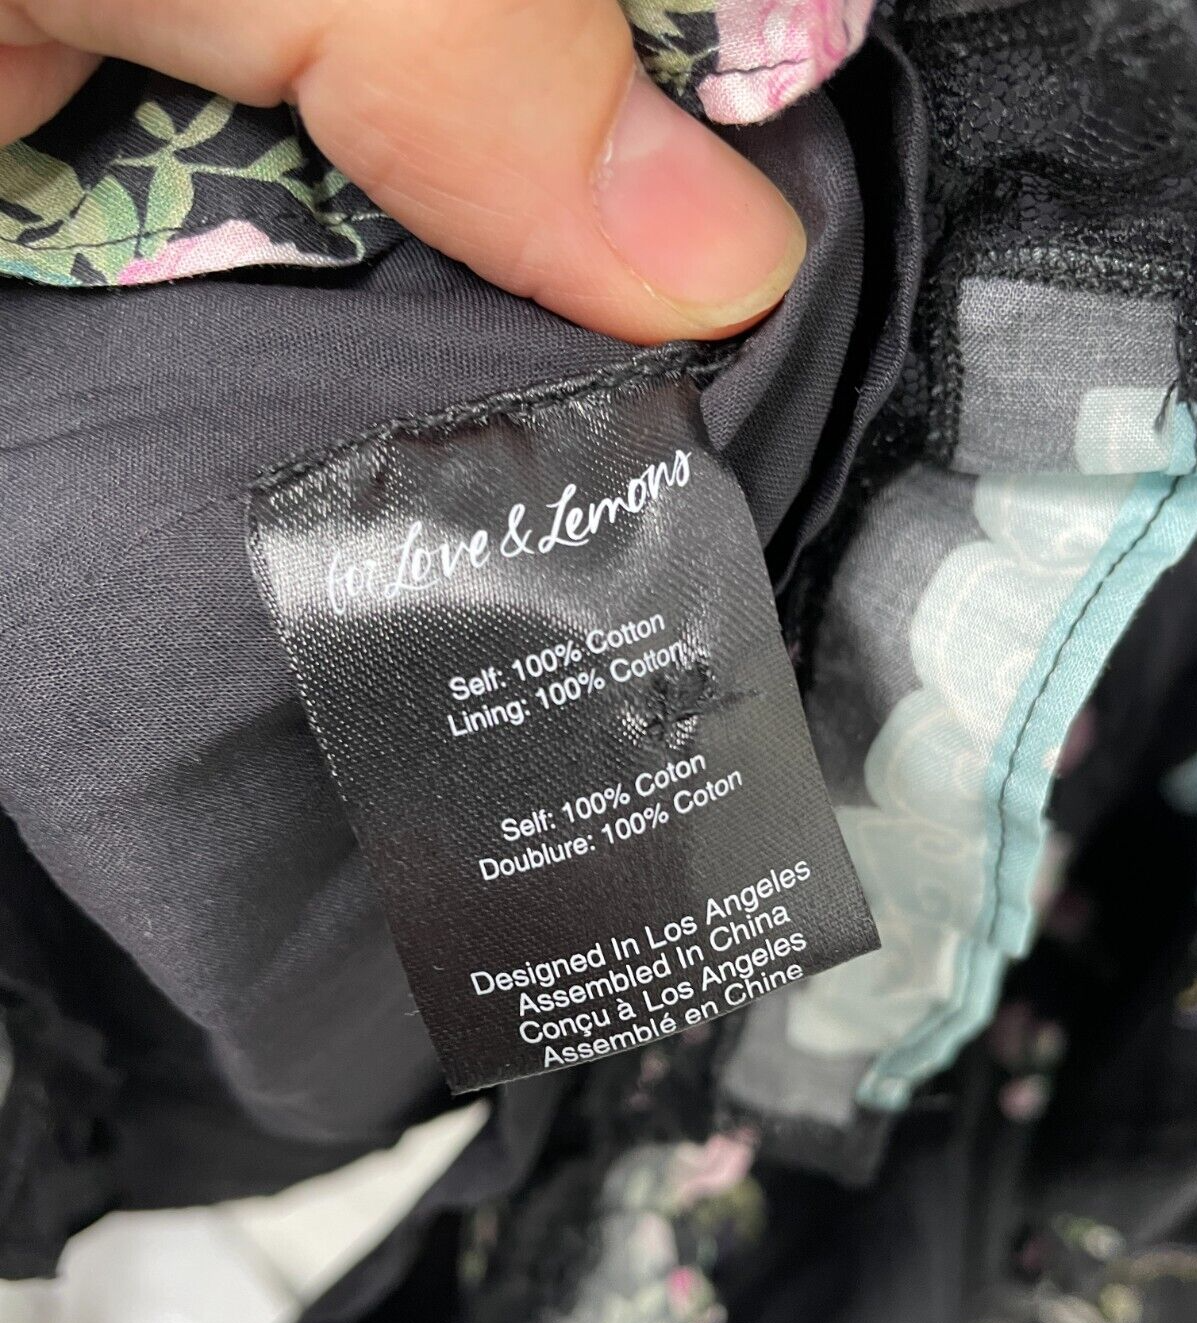 for Love & Lemons
Self: 100% Cotton
Lining: 100% Cotton
Self: 100% Coton
Doublure: 100% Coton
Designed In Los Angeles
Assembled In China
Conçu à Los Angeles
Assemblé en Chine